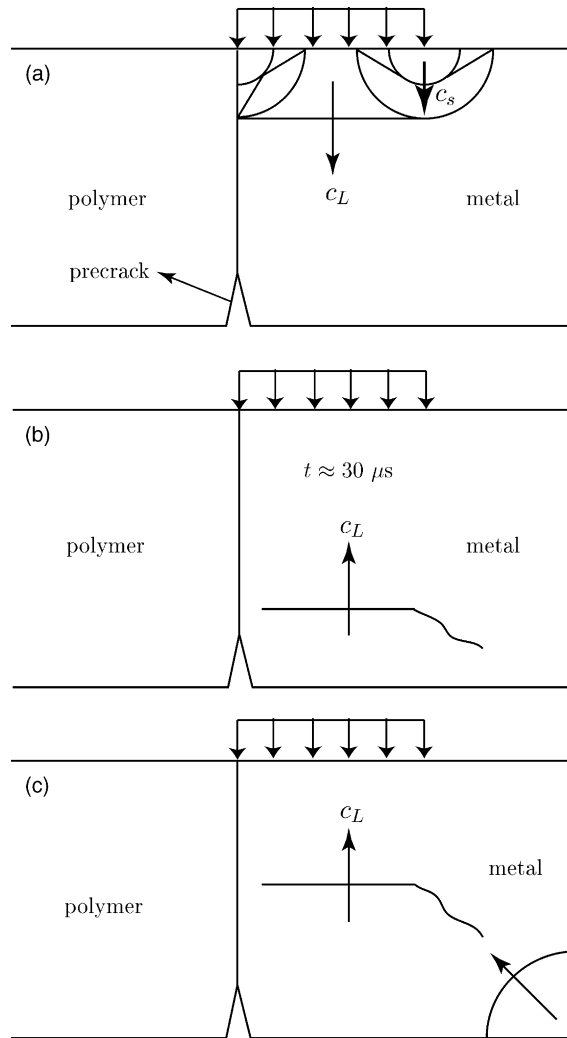 (a)
c_s
c_L
polymer
metal
precrack
(b)
t ≈ 30 μs
c_L
polymer
metal
(c)
c_L
metal
polymer